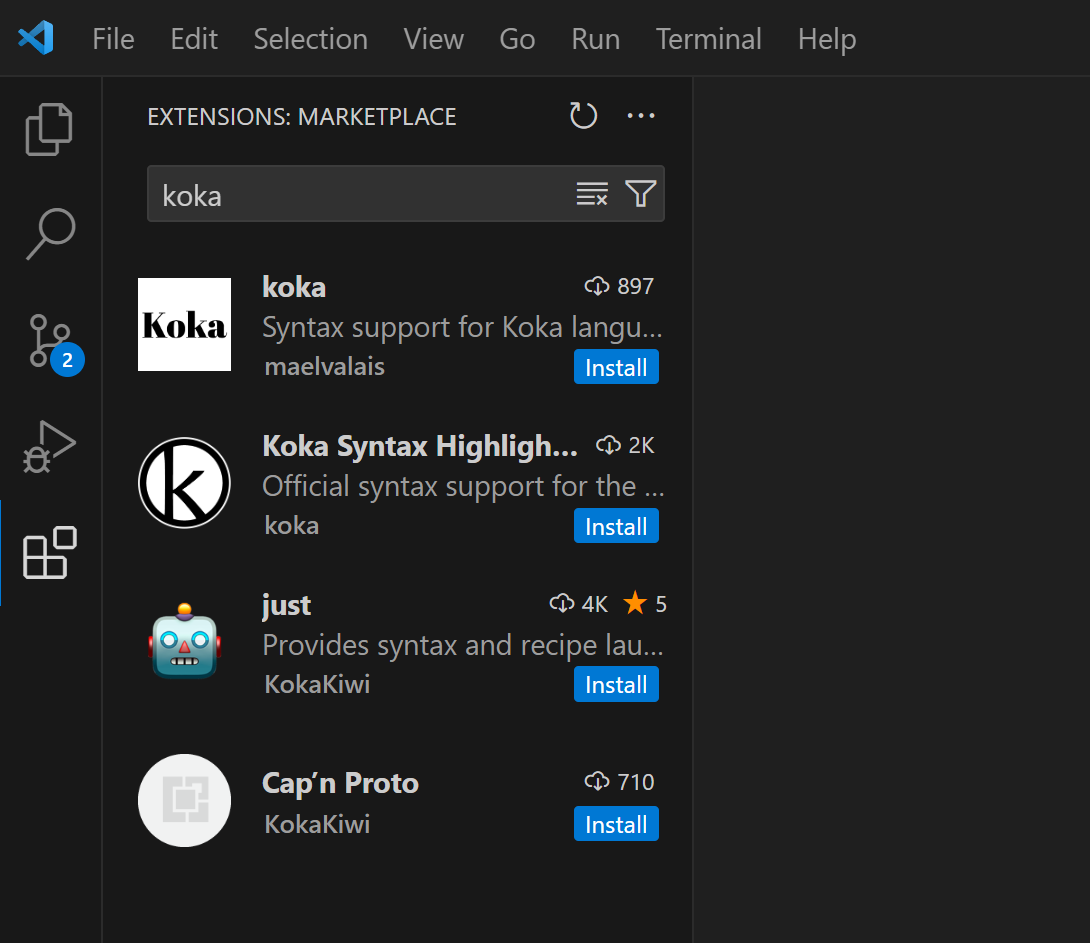 File Edit Selection View Go Run Terminal Help
EXTENSIONS: MARKETPLACE
koka
Koka
koka 897
Syntax support for Koka langu...
maelvalais Install
2
k
Koka Syntax Highligh... 2K
Official syntax support for the ...
koka Install
just 4K 5
Provides syntax and recipe lau...
KokaKiwi Install
Cap’n Proto 710
KokaKiwi Install